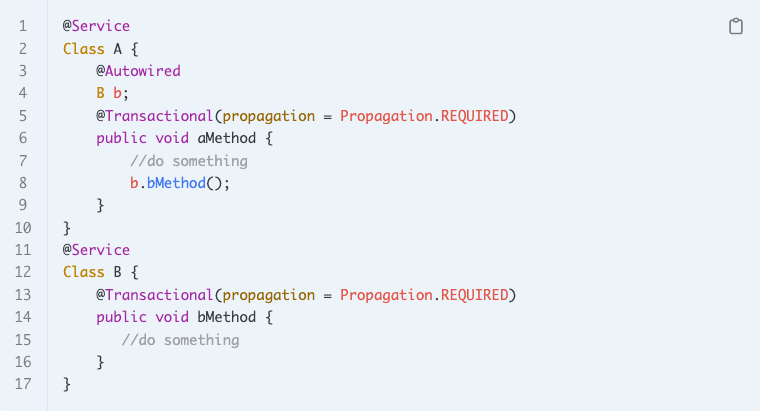 1 @Service
2 Class A {
3     @Autowired
4     B b;
5     @Transactional(propagation = Propagation.REQUIRED)
6     public void aMethod {
7         //do something
8         b.bMethod();
9     }
10 }
11 @Service
12 Class B {
13     @Transactional(propagation = Propagation.REQUIRED)
14     public void bMethod {
15        //do something
16     }
17 }